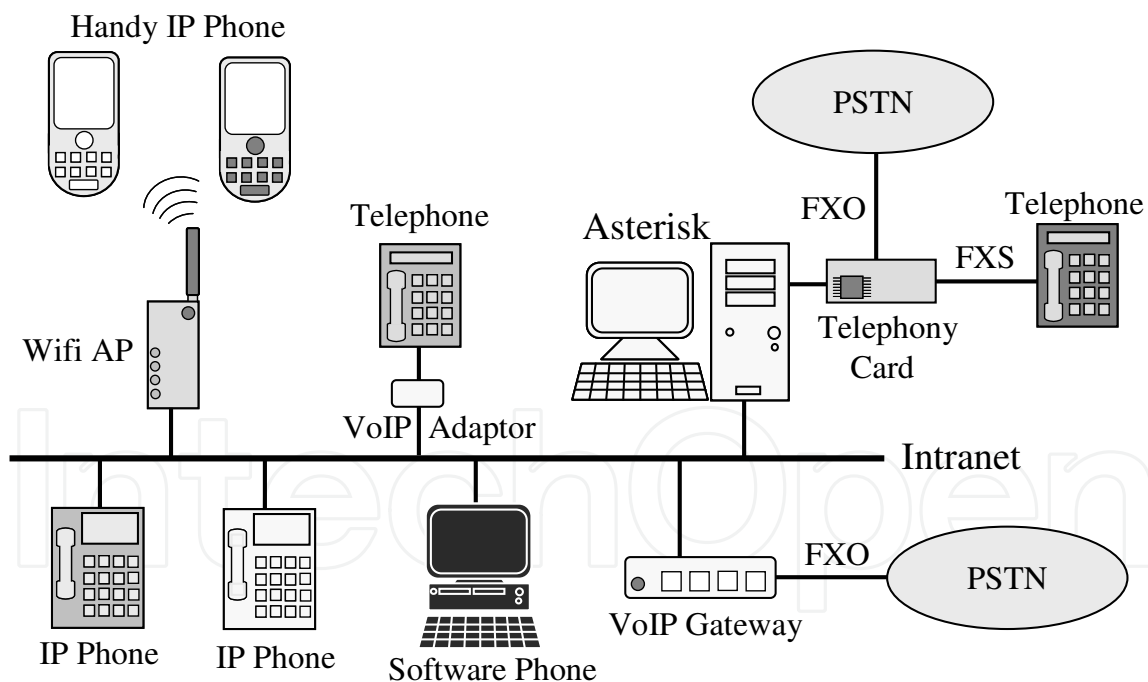 Handy IP Phone
PSTN
Telephone
FXO
Telephone
Asterisk
FXS
Wifi AP
Telephony
Card
VoIP Adaptor
Intranet
IntechOpen
FXO
PSTN
VoIP Gateway
IP Phone
IP Phone
Software Phone